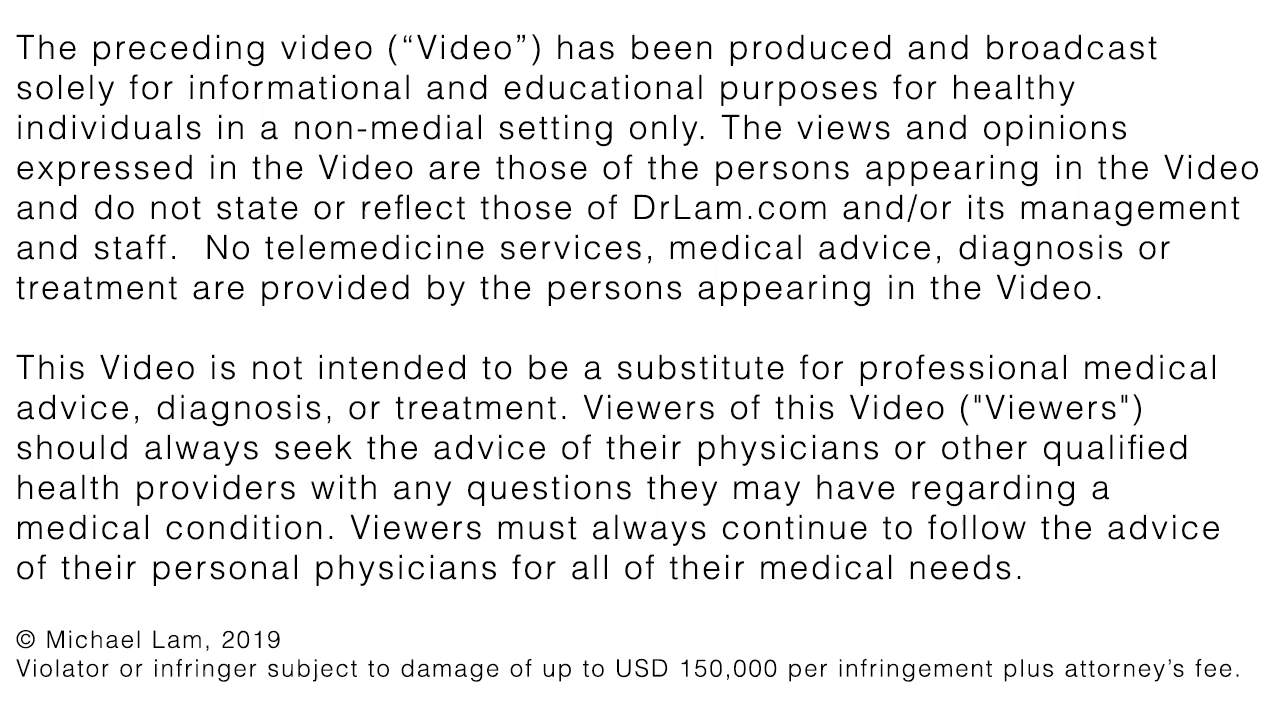 The preceding video (“Video”) has been produced and broadcast
solely for informational and educational purposes for healthy
individuals in a non-medial setting only. The views and opinions
expressed in the Video are those of the persons appearing in the Video
and do not state or reflect those of DrLam.com and/or its management
and staff.  No telemedicine services, medical advice, diagnosis or
treatment are provided by the persons appearing in the Video.

This Video is not intended to be a substitute for professional medical
advice, diagnosis, or treatment. Viewers of this Video ("Viewers")
should always seek the advice of their physicians or other qualified
health providers with any questions they may have regarding a
medical condition. Viewers must always continue to follow the advice
of their personal physicians for all of their medical needs.

© Michael Lam, 2019
Violator or infringer subject to damage of up to USD 150,000 per infringement plus attorney’s fee.